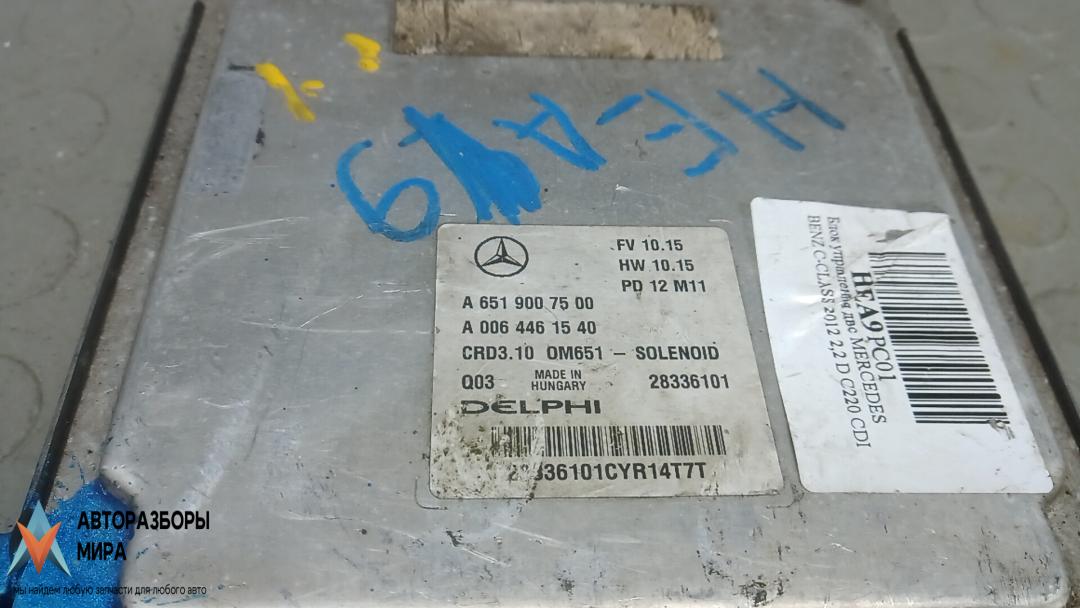 HEA9
FV 10.15
HW 10.15
PD 12 M11
A 651 900 75 00
A 006 446 15 40
CRD3.10 OM651 – SOLENOID
Q03 MADE IN HUNGARY 28336101
DELPHI
28336101CYR14T7T
HEA9PC01
Блок управления двс MERCEDES
BENZ C-CLASS 2012 2,2 D C220 CDI
АВТОРАЗБОРЫ
МИРА
мы найдем любую запчасти для любого авто